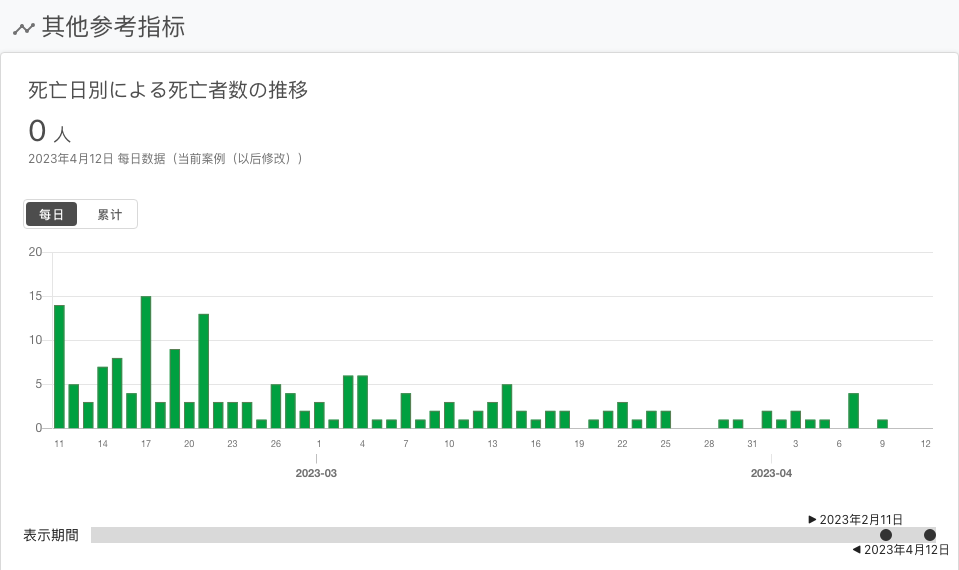 其他参考指标
死亡日別による死亡者数の推移
0 人
2023年4月12日 每日数据（当前案例（以后修改））
每日 累计
20
15
10
5
0
11 14 17 20 23 26 1 4 7 10 13 16 19 22 25 28 31 3 6 9 12
2023-03 2023-04
▶ 2023年2月11日
表示期間
◀ 2023年4月12日